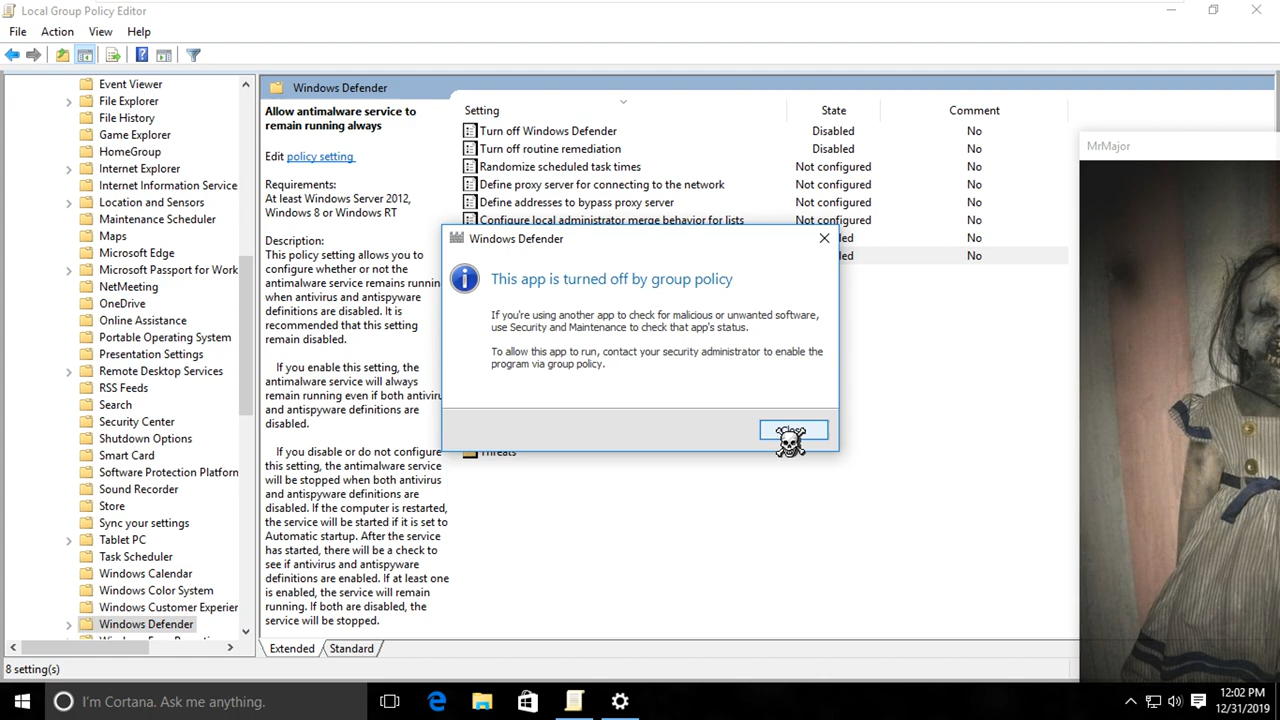 Local Group Policy Editor
File Action View Help
Event Viewer
File Explorer
File History
Game Explorer
HomeGroup
Internet Explorer
Internet Information Service
Location and Sensors
Maintenance Scheduler
Maps
Microsoft Edge
Microsoft Passport for Work
NetMeeting
OneDrive
Online Assistance
Portable Operating System
Presentation Settings
Remote Desktop Services
RSS Feeds
Search
Security Center
Shutdown Options
Smart Card
Software Protection Platform
Sound Recorder
Store
Sync your settings
Tablet PC
Task Scheduler
Windows Calendar
Windows Color System
Windows Customer Experien
Windows Defender
Windows Defender
Allow antimalware service to
remain running always
Edit policy setting
Requirements:
At least Windows Server 2012,
Windows 8 or Windows RT
Description:
This policy setting allows you to
configure whether or not the
antimalware service remains running
when antivirus and antispyware
definitions are disabled. It is
recommended that this setting
remain disabled.
If you enable this setting, the
antimalware service will always
remain running even if both antiviru
and antispyware definitions are
disabled.
If you disable or do not configure
this setting, the antimalware service
will be stopped when both antivirus
and antispyware definitions are
disabled. If the computer is restarted,
the service will be started if it is set to
Automatic startup. After the service
has started, there will be a check to
see if antivirus and antispyware
definitions are enabled. If at least one
is enabled, the service will remain
running. If both are disabled, the
service will be stopped.
Setting State Comment
Turn off Windows Defender Disabled No
Turn off routine remediation Disabled No
Randomize scheduled task times Not configured No
Define proxy server for connecting to the network Not configured No
Define addresses to bypass proxy server Not configured No
Configure local administrator merge behavior for lists Not configured No
led No
led No
Threats
Windows Defender
This app is turned off by group policy
If you're using another app to check for malicious or unwanted software,
use Security and Maintenance to check that app's status.
To allow this app to run, contact your security administrator to enable the
program via group policy.
Close
MrMajor
Extended Standard
8 setting(s)
I'm Cortana. Ask me anything.
12:02 PM
12/31/2019